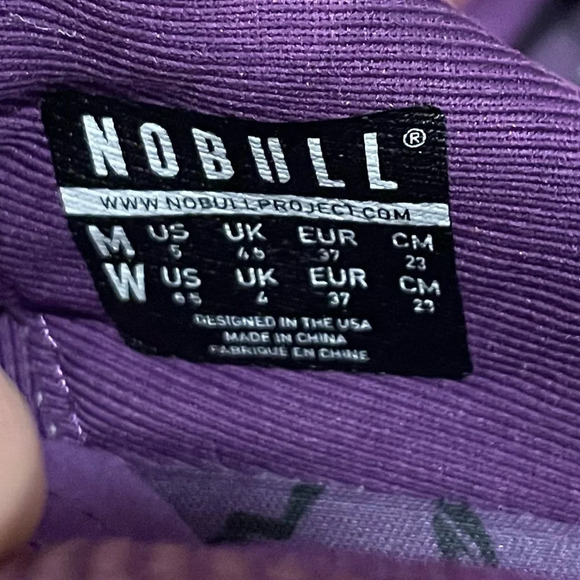 NOBULL®
WWW.NOBULLPROJECT.COM
M US UK EUR CM
5 4.5 37 23
W US UK EUR CM
6.5 4 37 23
DESIGNED IN THE USA
MADE IN CHINA
FABRIQUE EN CHINE